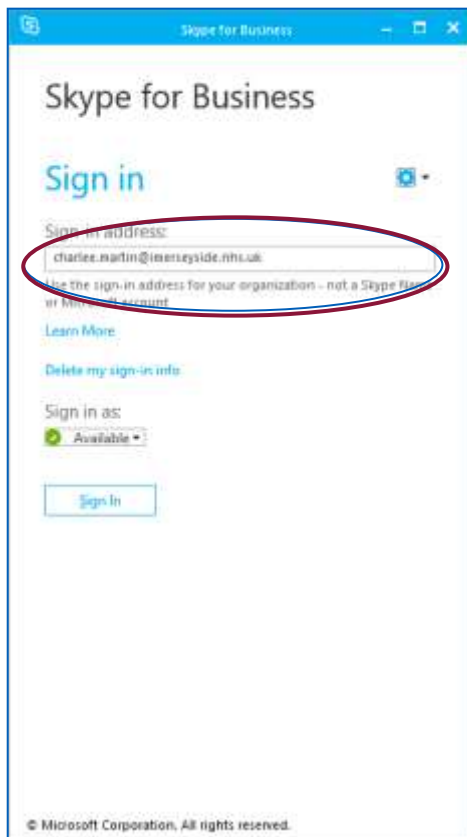 Skype for Business
Skype for Business
Sign in
Sign-in address:
charlee.martin@imerseyside.nhs.uk
Use the sign-in address for your organization - not a Skype Name
or Microsoft account
Learn More
Delete my sign-in info
Sign in as:
Available
Sign In
© Microsoft Corporation. All rights reserved.